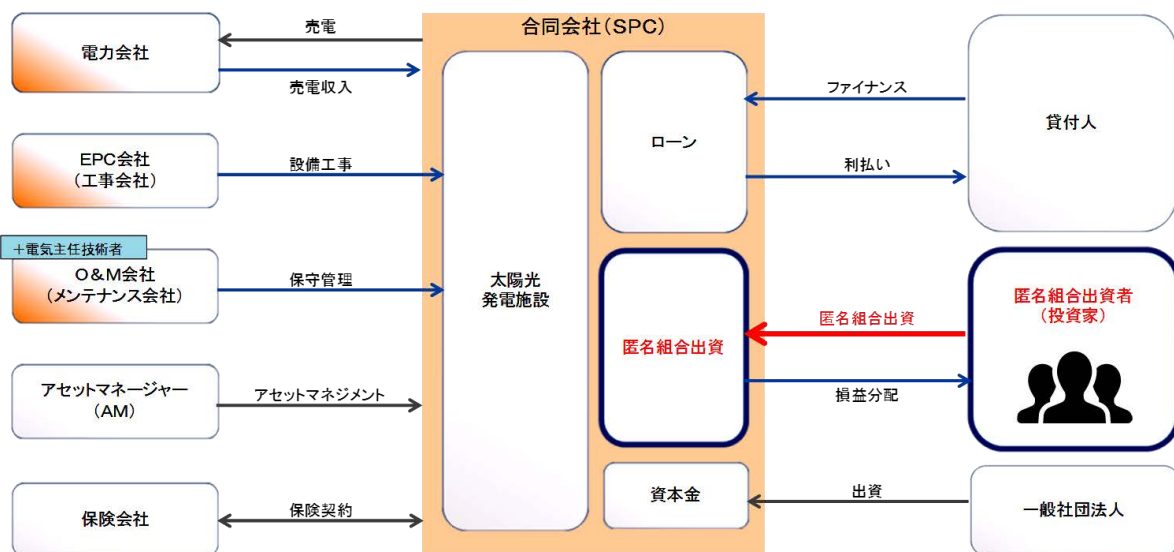 合同会社(SPC)
電力会社
売電
売電収入
EPC会社
(工事会社)
設備工事
+電気主任技術者
O&M会社
(メンテナンス会社)
保守管理
アセットマネージャー
(AM)
アセットマネジメント
保険会社
保険契約
太陽光
発電施設
ローン
ファイナンス
利払い
貸付人
匿名組合出資
匿名組合出資
損益分配
匿名組合出資者
(投資家)
資本金
出資
一般社団法人